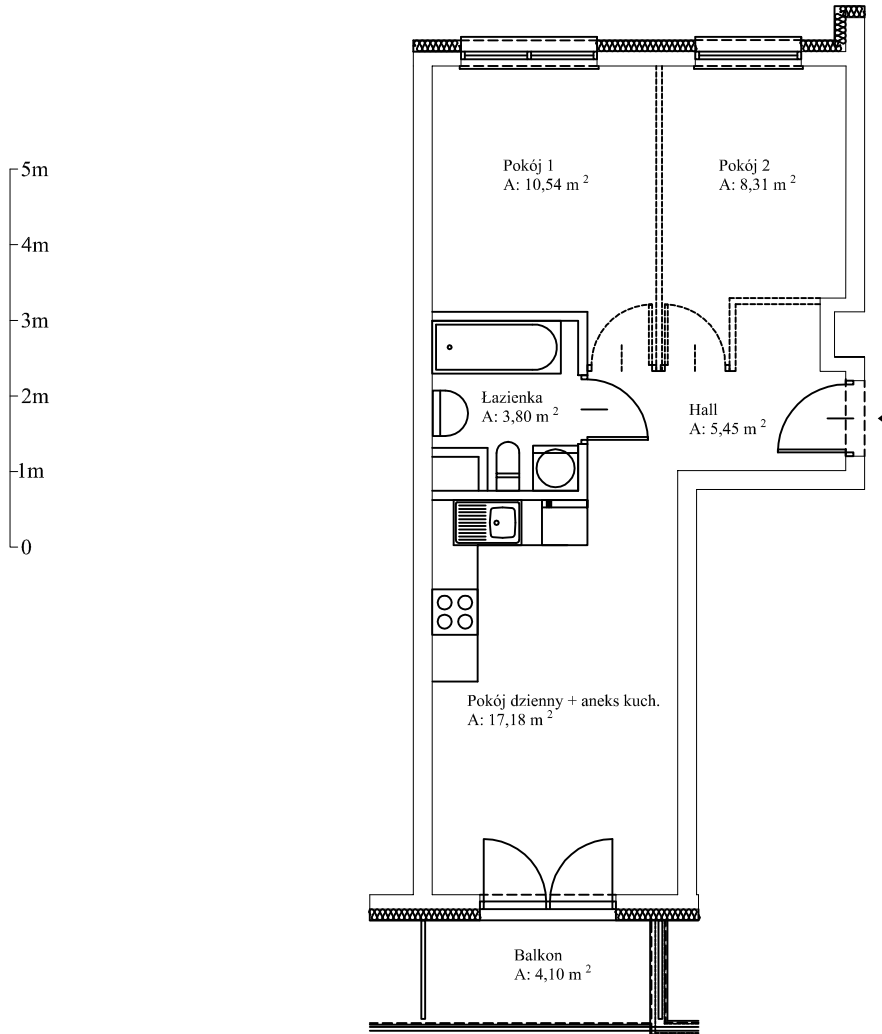 5m
4m
3m
2m
1m
0
Pokój 1
A: 10,54 m ²
Pokój 2
A: 8,31 m ²
Łazienka
A: 3,80 m ²
Hall
A: 5,45 m ²
Pokój dzienny + aneks kuch.
A: 17,18 m ²
Balkon
A: 4,10 m ²